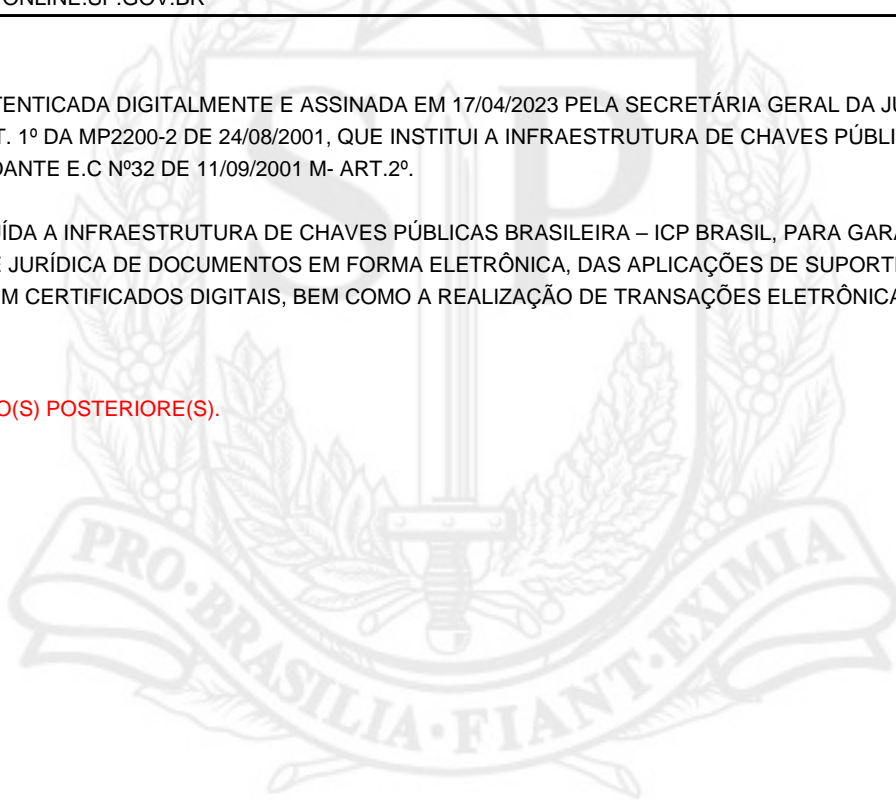 ONLINE.SP.GOV.BR
TENTICADA DIGITALMENTE E ASSINADA EM 17/04/2023 PELA SECRETÁRIA GERAL DA JU
T. 1º DA MP2200-2 DE 24/08/2001, QUE INSTITUI A INFRAESTRUTURA DE CHAVES PÚBLI
DANTE E.C Nº32 DE 11/09/2001 M- ART.2º.
ÍDA A INFRAESTRUTURA DE CHAVES PÚBLICAS BRASILEIRA – ICP BRASIL, PARA GARA
E JURÍDICA DE DOCUMENTOS EM FORMA ELETRÔNICA, DAS APLICAÇÕES DE SUPORTE
M CERTIFICADOS DIGITAIS, BEM COMO A REALIZAÇÃO DE TRANSAÇÕES ELETRÔNICA
O(S) POSTERIORE(S).
SP
PRO·BRASILIA·FIANT·EXIMIA